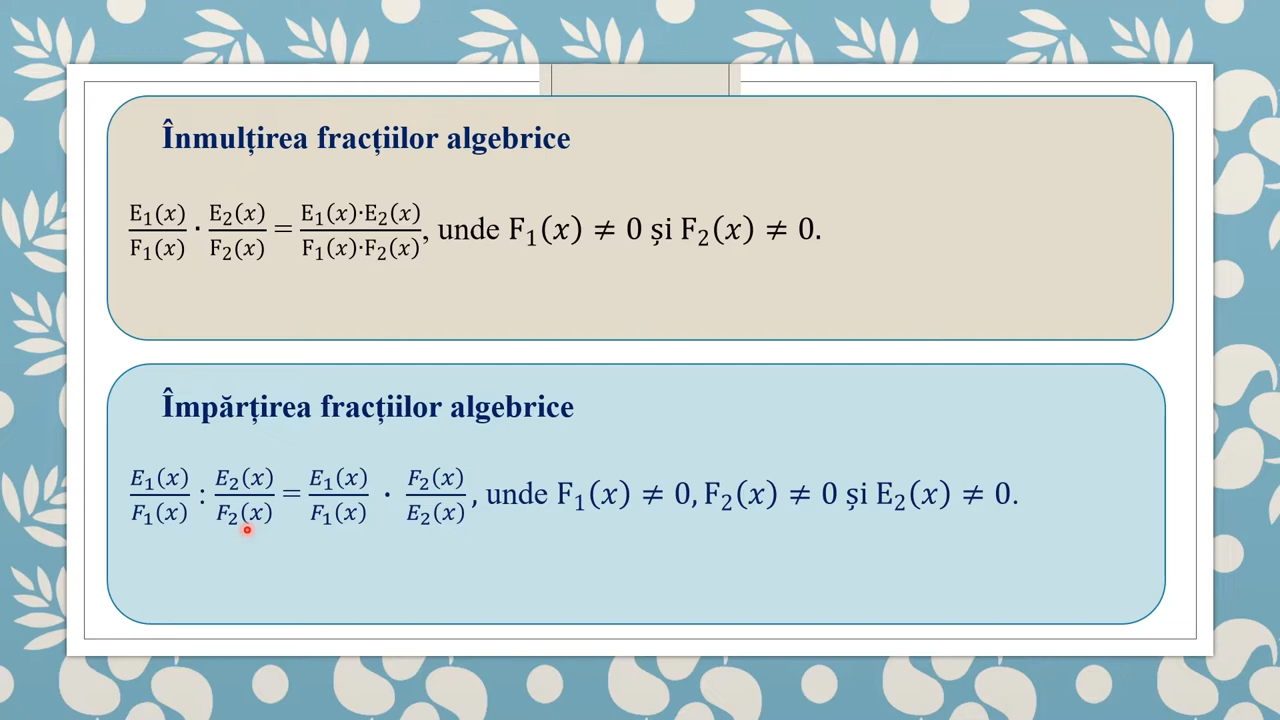 Înmulțirea fracțiilor algebrice
E₁(x)/F₁(x) · E₂(x)/F₂(x) = E₁(x)·E₂(x)/F₁(x)·F₂(x), unde F₁(x) ≠ 0 și F₂(x) ≠ 0.
Împărțirea fracțiilor algebrice
E₁(x)/F₁(x) : E₂(x)/F₂(x) = E₁(x)/F₁(x) · F₂(x)/E₂(x), unde F₁(x) ≠ 0, F₂(x) ≠ 0 și E₂(x) ≠ 0.